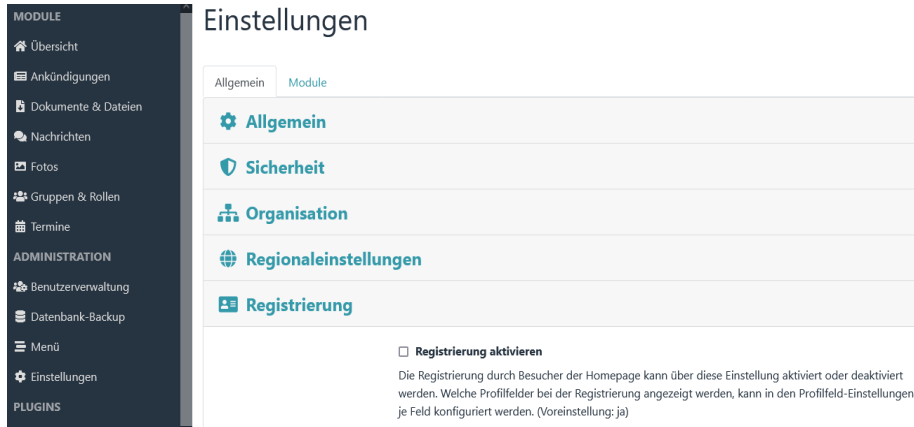 MODULE
Übersicht
Ankündigungen
Dokumente & Dateien
Nachrichten
Fotos
Gruppen & Rollen
Termine
ADMINISTRATION
Benutzerverwaltung
Datenbank-Backup
Menü
Einstellungen
PLUGINS
Einstellungen
Allgemein Module
Allgemein
Sicherheit
Organisation
Regionaleinstellungen
Registrierung
Registrierung aktivieren
Die Registrierung durch Besucher der Homepage kann über diese Einstellung aktiviert oder deaktiviert
werden. Welche Profilfelder bei der Registrierung angezeigt werden, kann in den Profilfeld-Einstellungen
je Feld konfiguriert werden. (Voreinstellung: ja)